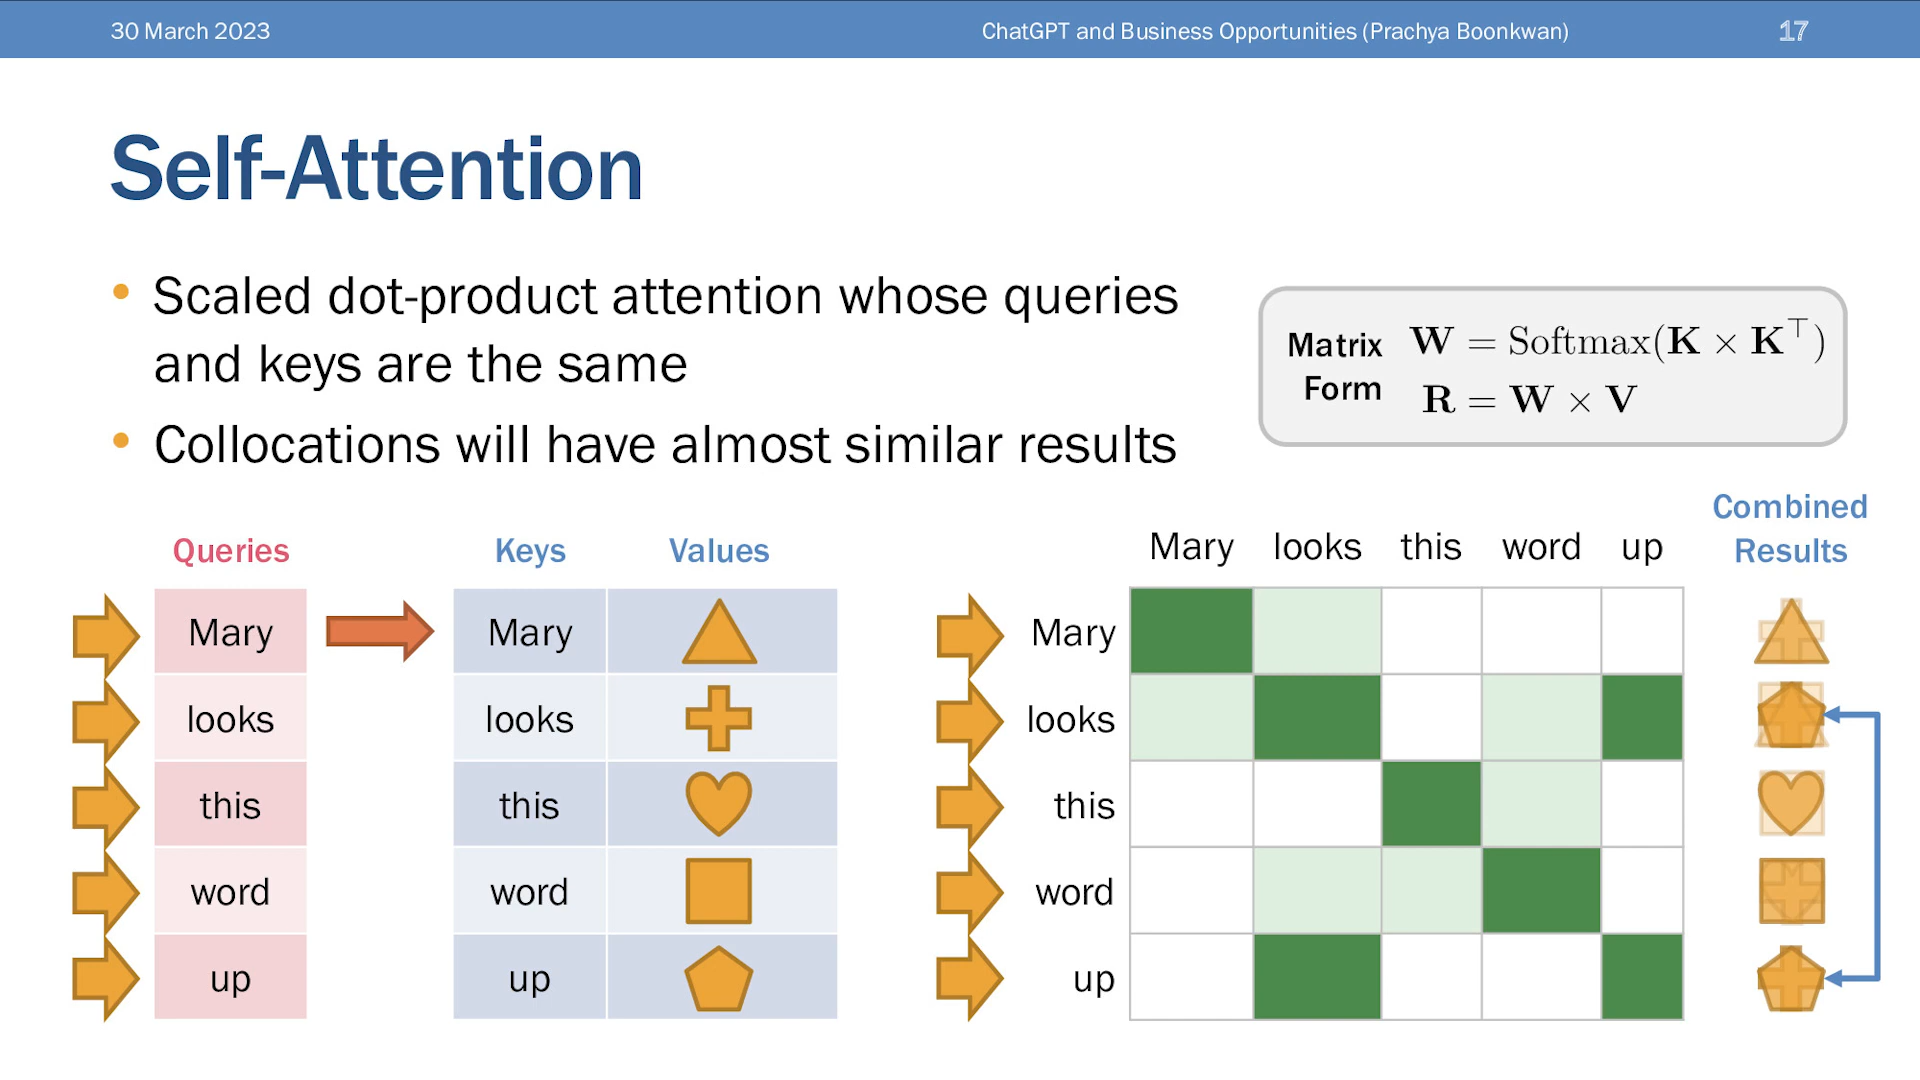 30 March 2023
ChatGPT and Business Opportunities (Prachya Boonkwan)
17
Self-Attention
• Scaled dot-product attention whose queries
and keys are the same
• Collocations will have almost similar results
Matrix Form
W = Softmax(K × K⊤)
R = W × V
Queries
Mary
looks
this
word
up
Keys Values
Mary
looks
this
word
up
Mary looks this word up
Mary
looks
this
word
up
Combined
Results